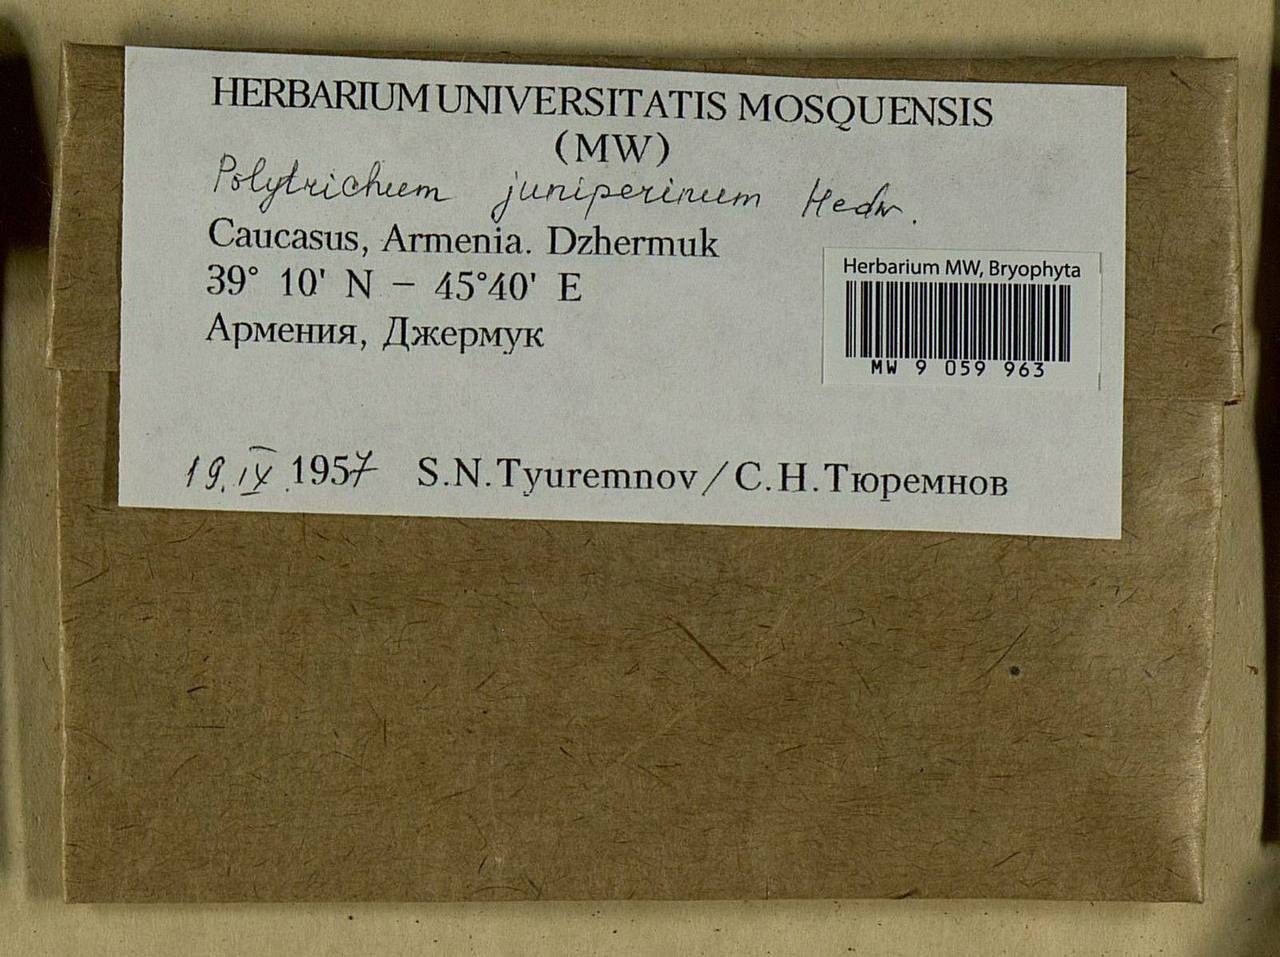 HERBARIUM UNIVERSITATIS MOSQUENSIS
(MW)
Polytrichum juniperinum Hedw.
Caucasus, Armenia. Dzhermuk
39° 10' N – 45°40' E
Армения, Джермук
Herbarium MW, Bryophyta
MW 9 059 963
19.IX.1957 S.N.Tyuremnov/С.Н.Тюремнов